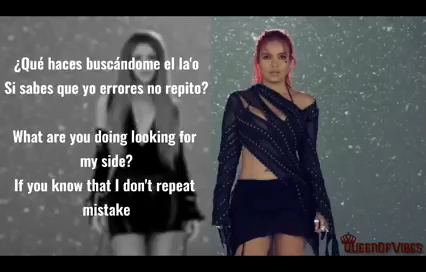 ¿Qué haces buscándome el la'o
Si sabes que yo errores no repito?
What are you doing looking for
my side?
If you know that I don't repeat
mistake
QUEENOFVIBES